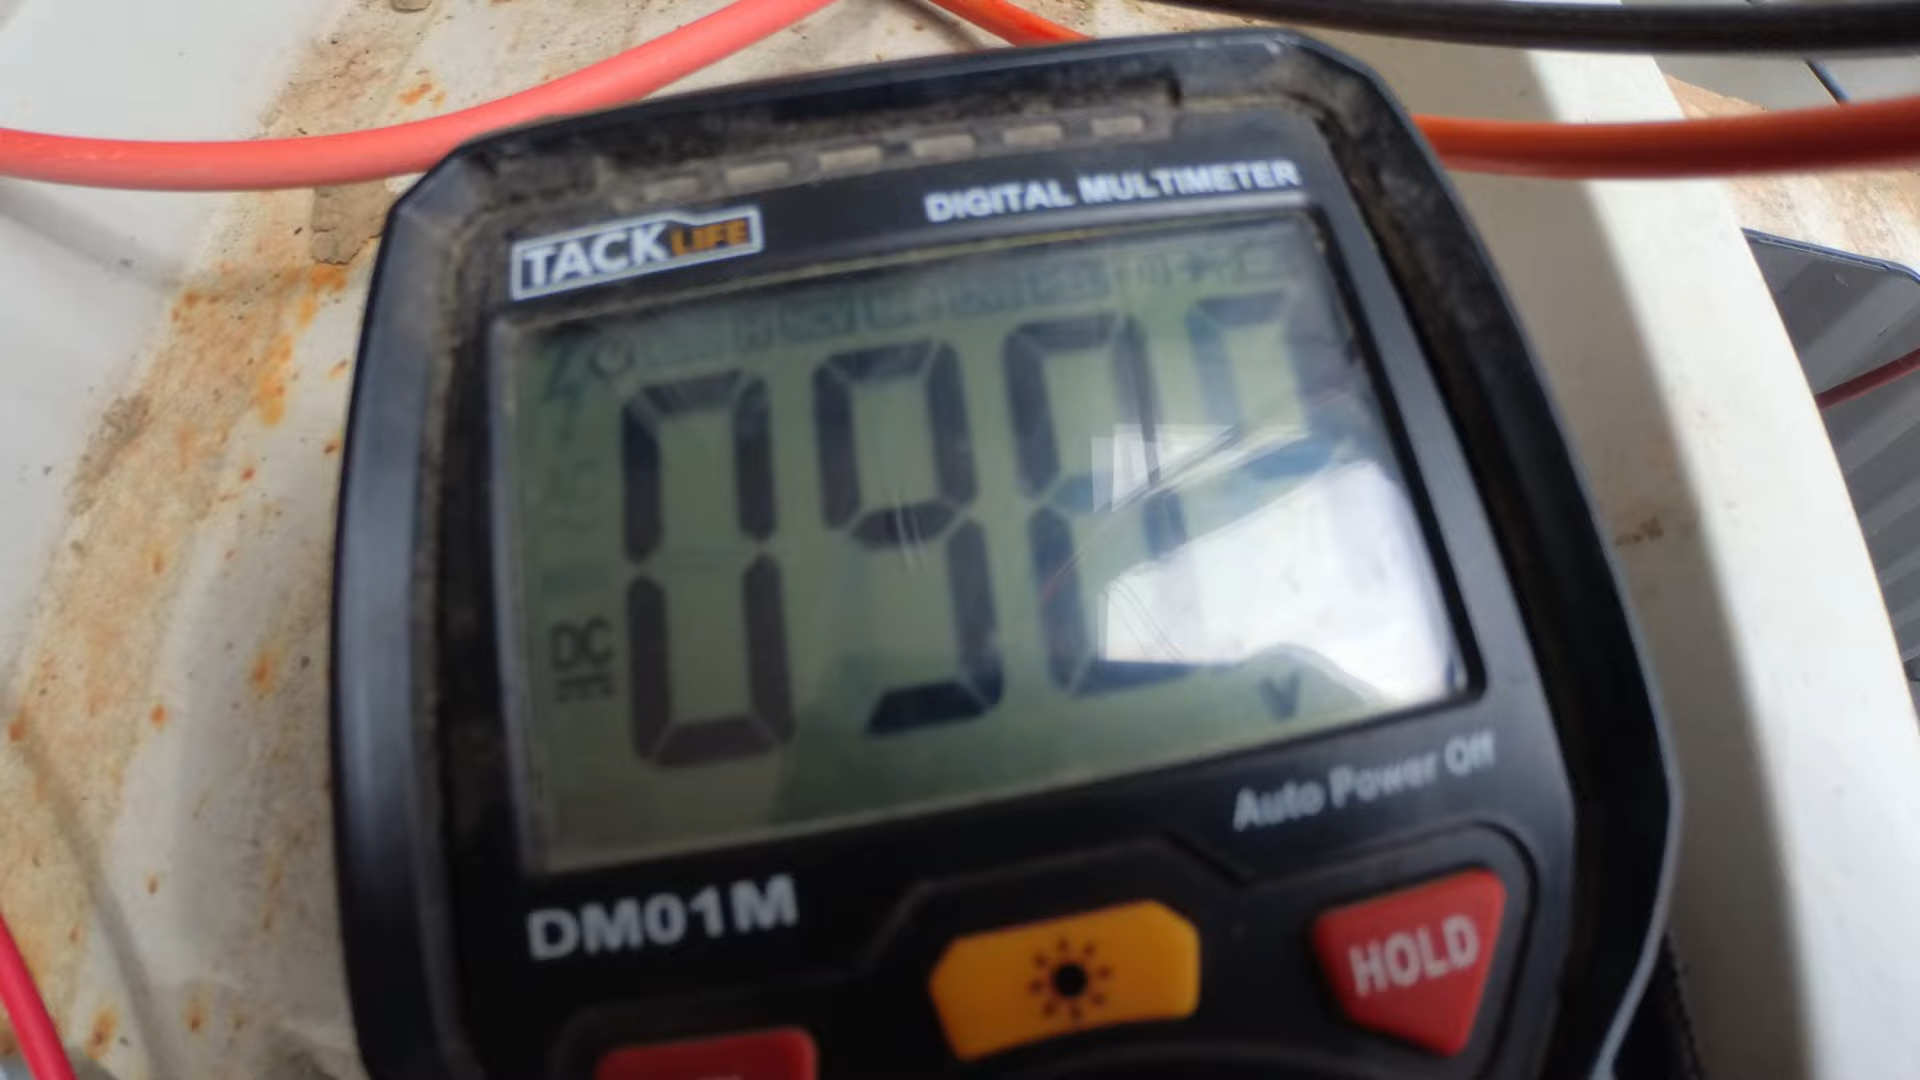 TACKLIFE
DIGITAL MULTIMETER
DC
V
Auto Power Off
DM01M
HOLD